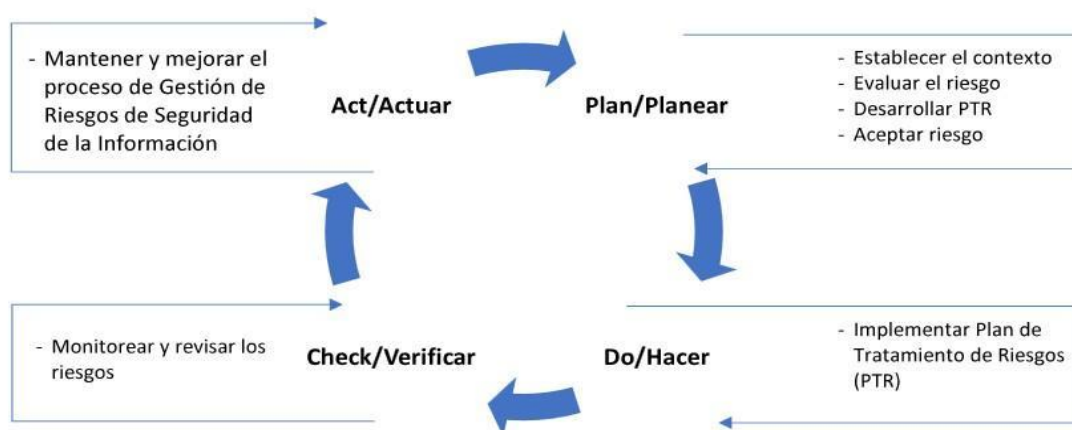 - Mantener y mejorar el
proceso de Gestión de
Riesgos de Seguridad
de la Información
Act/Actuar
Plan/Planear
- Establecer el contexto
- Evaluar el riesgo
- Desarrollar PTR
- Aceptar riesgo
- Monitorear y revisar los
riesgos
Check/Verificar
Do/Hacer
- Implementar Plan de
Tratamiento de Riesgos
(PTR)